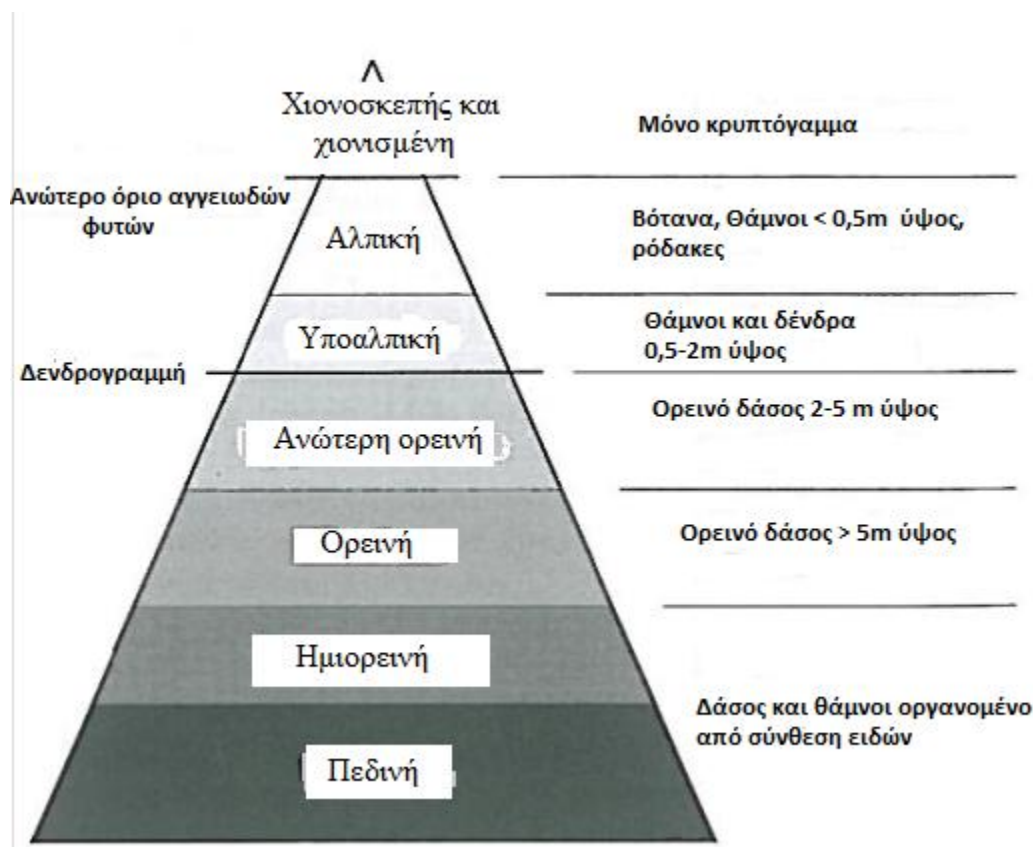 Λ
Χιονοσκεπής και
χιονισμένη
Μόνο κρυπτόγαμμα
Ανώτερο όριο αγγειωδών
φυτών
Αλπική
Βότανα, Θάμνοι < 0,5m ύψος,
ρόδακες
Υποαλπική
Θάμνοι και δένδρα
0,5-2m ύψος
Δενδρογραμμή
Ορεινό δάσος 2-5 m ύψος
Ανώτερη ορεινή
Ορεινή
Ορεινό δάσος > 5m ύψος
Ημιορεινή
Δάσος και θάμνοι οργανομένο
από σύνθεση ειδών
Πεδινή